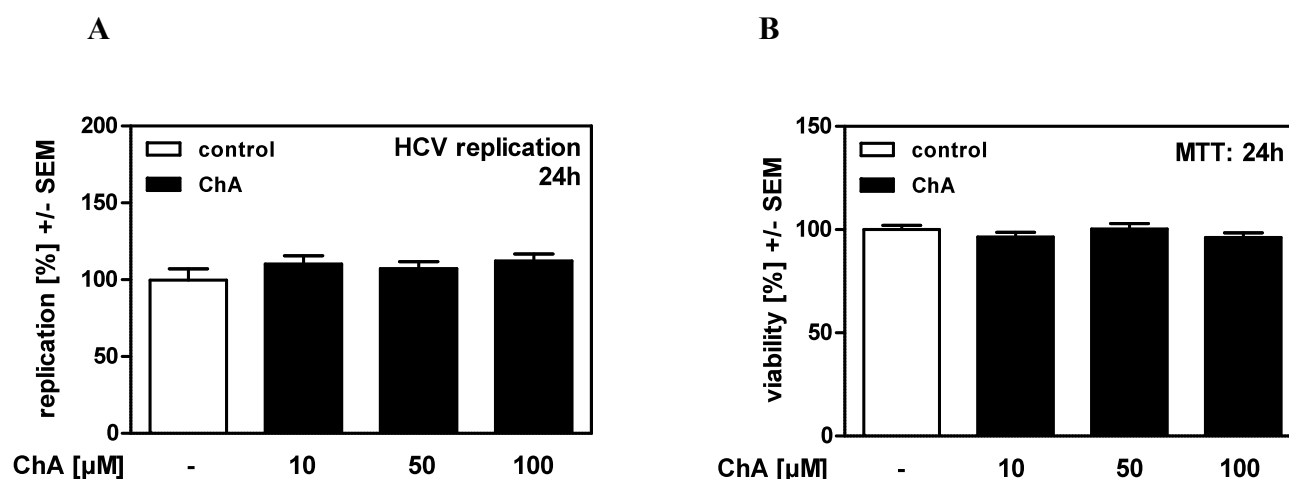 A
replication [%] +/- SEM
200
150
100
50
0
control
ChA
HCV replication
24h
ChA [µM] - 10 50 100
B
viability [%] +/- SEM
150
100
50
0
control
ChA
MTT: 24h
ChA [µM] - 10 50 100